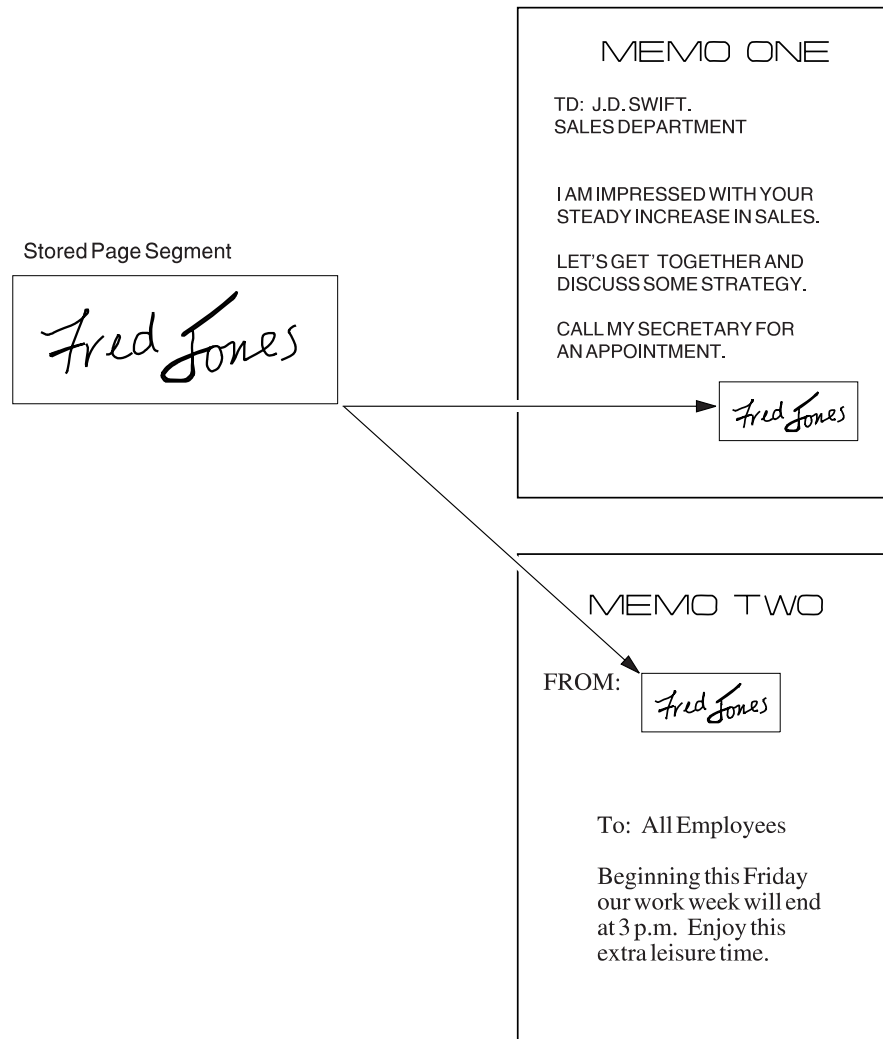 Stored Page Segment
Fred Jones
MEMO ONE
TD: J.D. SWIFT.
SALES DEPARTMENT
I AM IMPRESSED WITH YOUR
STEADY INCREASE IN SALES.
LET'S GET TOGETHER AND
DISCUSS SOME STRATEGY.
CALL MY SECRETARY FOR
AN APPOINTMENT.
Fred Jones
MEMO TWO
FROM: Fred Jones
To: All Employees
Beginning this Friday
our work week will end
at 3 p.m. Enjoy this
extra leisure time.